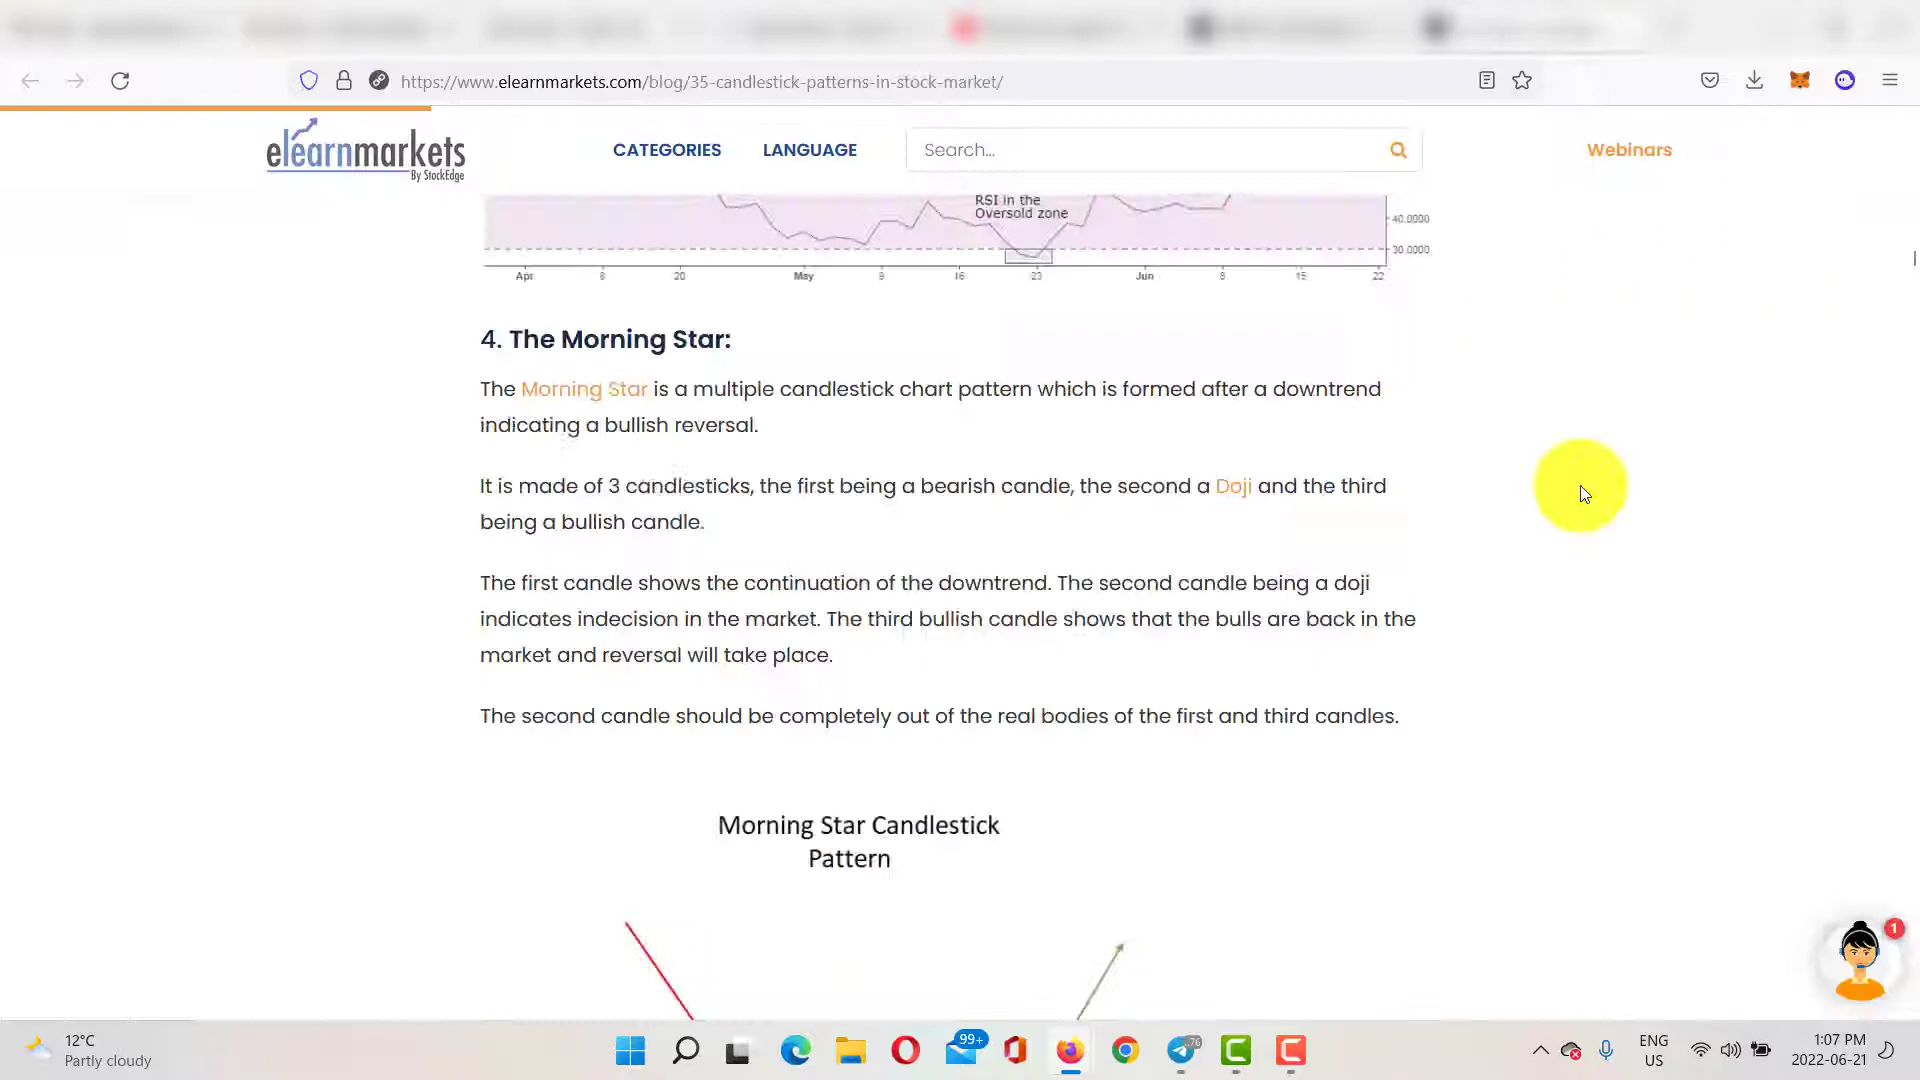 https://www.elearnmarkets.com/blog/35-candlestick-patterns-in-stock-market/
elearnmarkets
By StockEdge
CATEGORIES
LANGUAGE
Search...
Webinars
RSI in the
Oversold zone
40.0000
30.0000
Apr 8 20 May 9 16 23 Jun 8 15 22
4. The Morning Star:
The Morning Star is a multiple candlestick chart pattern which is formed after a downtrend
indicating a bullish reversal.
It is made of 3 candlesticks, the first being a bearish candle, the second a Doji and the third
being a bullish candle.
The first candle shows the continuation of the downtrend. The second candle being a doji
indicates indecision in the market. The third bullish candle shows that the bulls are back in the
market and reversal will take place.
The second candle should be completely out of the real bodies of the first and third candles.
Morning Star Candlestick
Pattern
1
12°C
Partly cloudy
99+
76
ENG
US
1:07 PM
2022-06-21